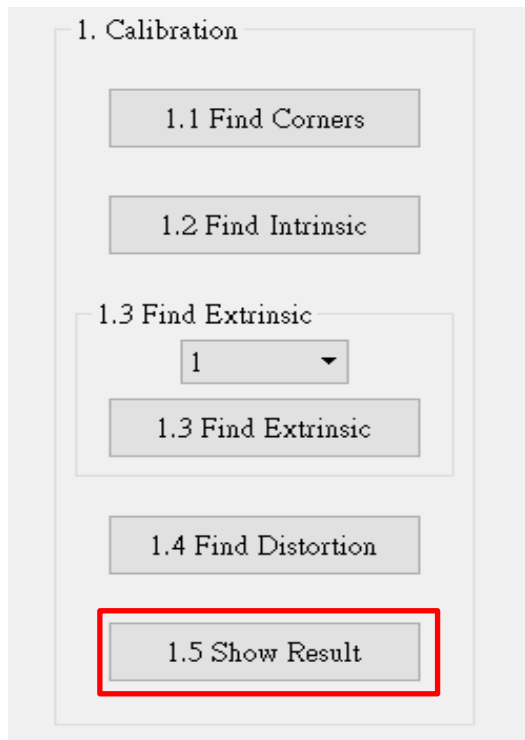 1. Calibration
1.1 Find Corners
1.2 Find Intrinsic
1.3 Find Extrinsic
1
1.3 Find Extrinsic
1.4 Find Distortion
1.5 Show Result